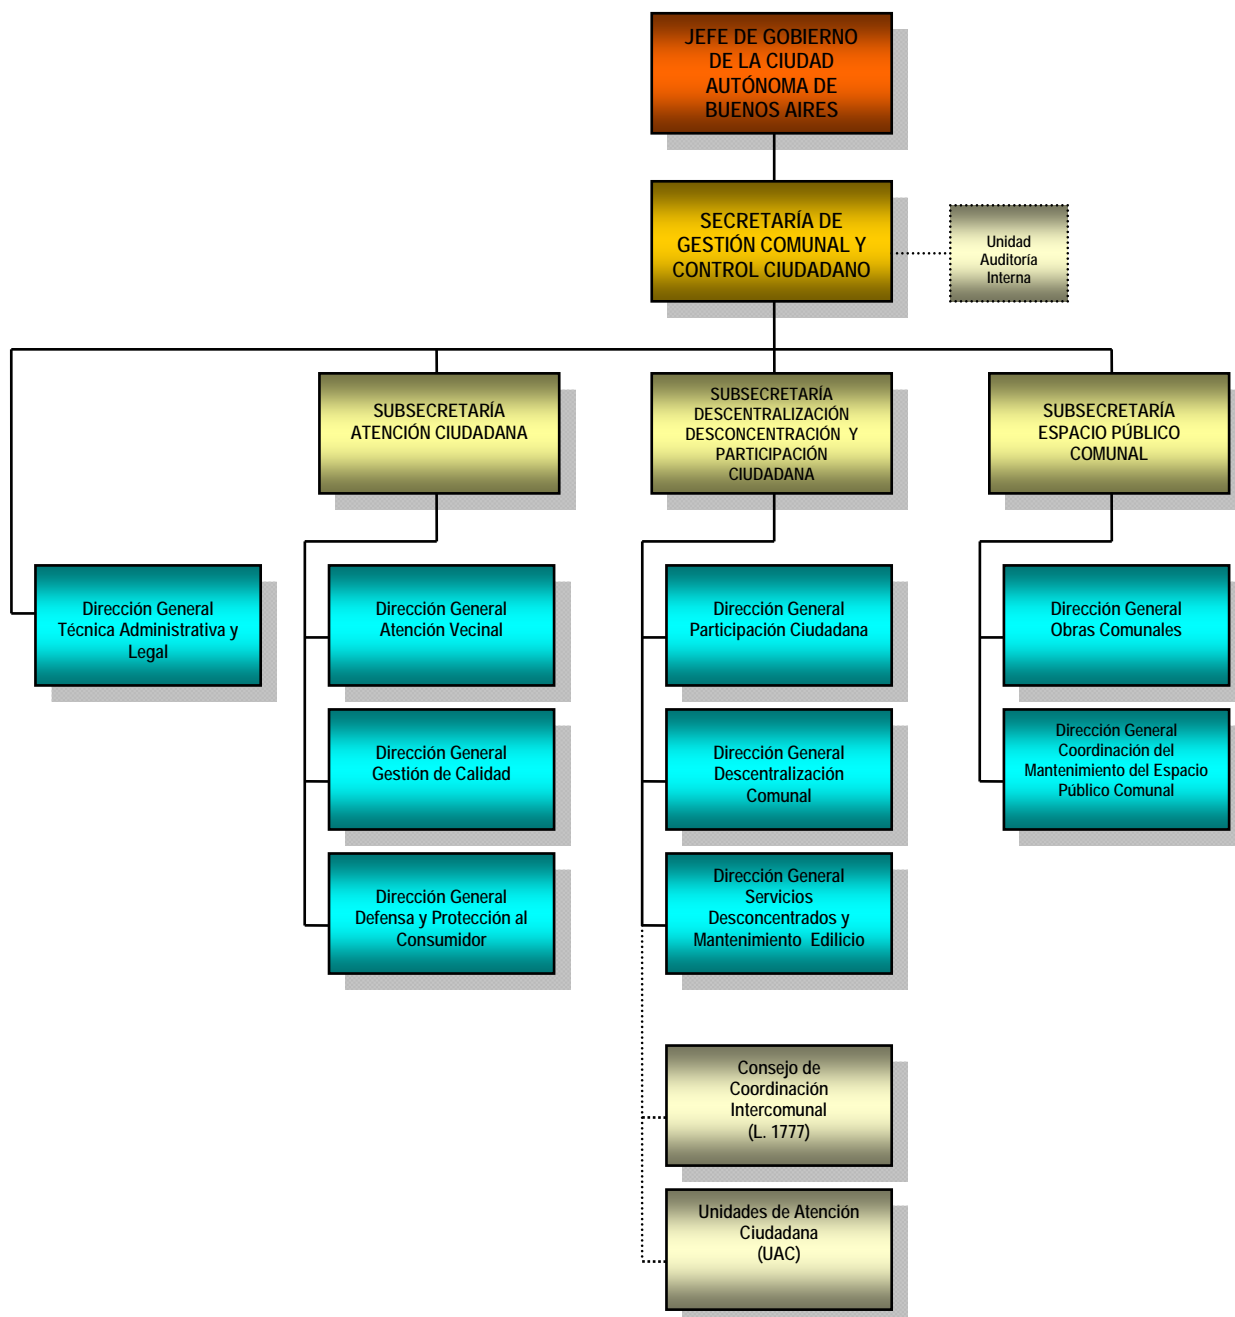 JEFE DE GOBIERNO
DE LA CIUDAD
AUTÓNOMA DE
BUENOS AIRES
SECRETARÍA DE
GESTIÓN COMUNAL Y
CONTROL CIUDADANO
Unidad
Auditoría
Interna
SUBSECRETARÍA
ATENCIÓN CIUDADANA
SUBSECRETARÍA
DESCENTRALIZACIÓN
DESCONCENTRACIÓN Y
PARTICIPACIÓN
CIUDADANA
SUBSECRETARÍA
ESPACIO PÚBLICO
COMUNAL
Dirección General
Técnica Administrativa y
Legal
Dirección General
Atención Vecinal
Dirección General
Participación Ciudadana
Dirección General
Obras Comunales
Dirección General
Gestión de Calidad
Dirección General
Descentralización
Comunal
Dirección General
Coordinación del
Mantenimiento del Espacio
Público Comunal
Dirección General
Defensa y Protección al
Consumidor
Dirección General
Servicios
Desconcentrados y
Mantenimiento Edilicio
Consejo de
Coordinación
Intercomunal
(L. 1777)
Unidades de Atención
Ciudadana
(UAC)